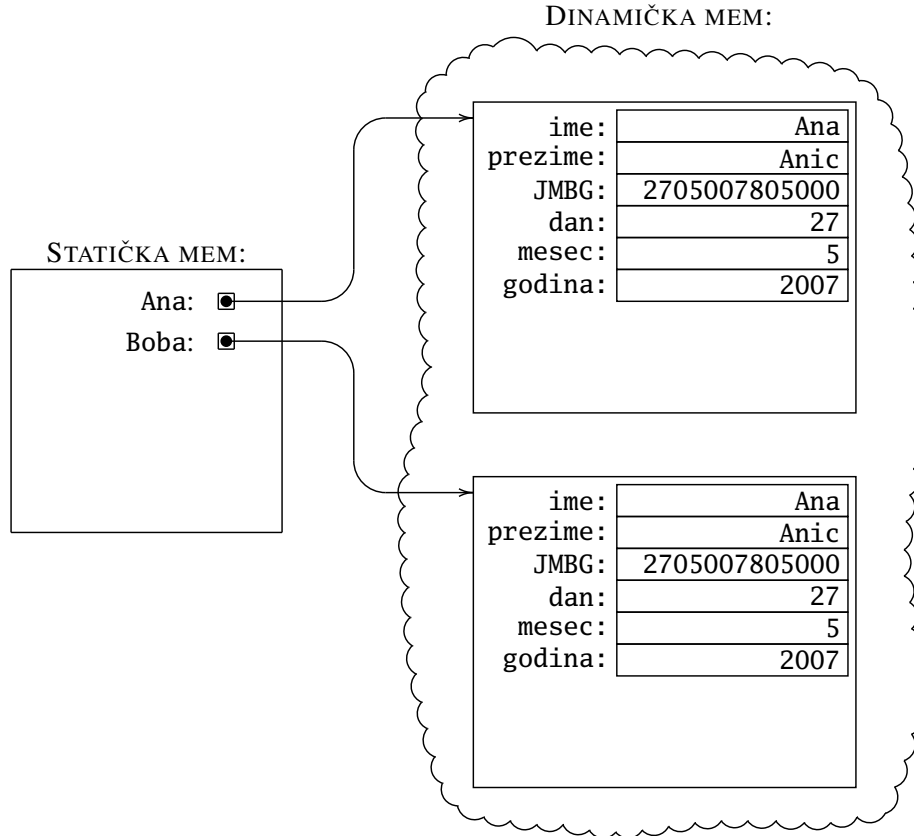 DINAMIČKA MEM:
ime: Ana
prezime: Anic
JMBG: 2705007805000
dan: 27
mesec: 5
godina: 2007
STATIČKA MEM:
Ana:
Boba:
ime: Ana
prezime: Anic
JMBG: 2705007805000
dan: 27
mesec: 5
godina: 2007